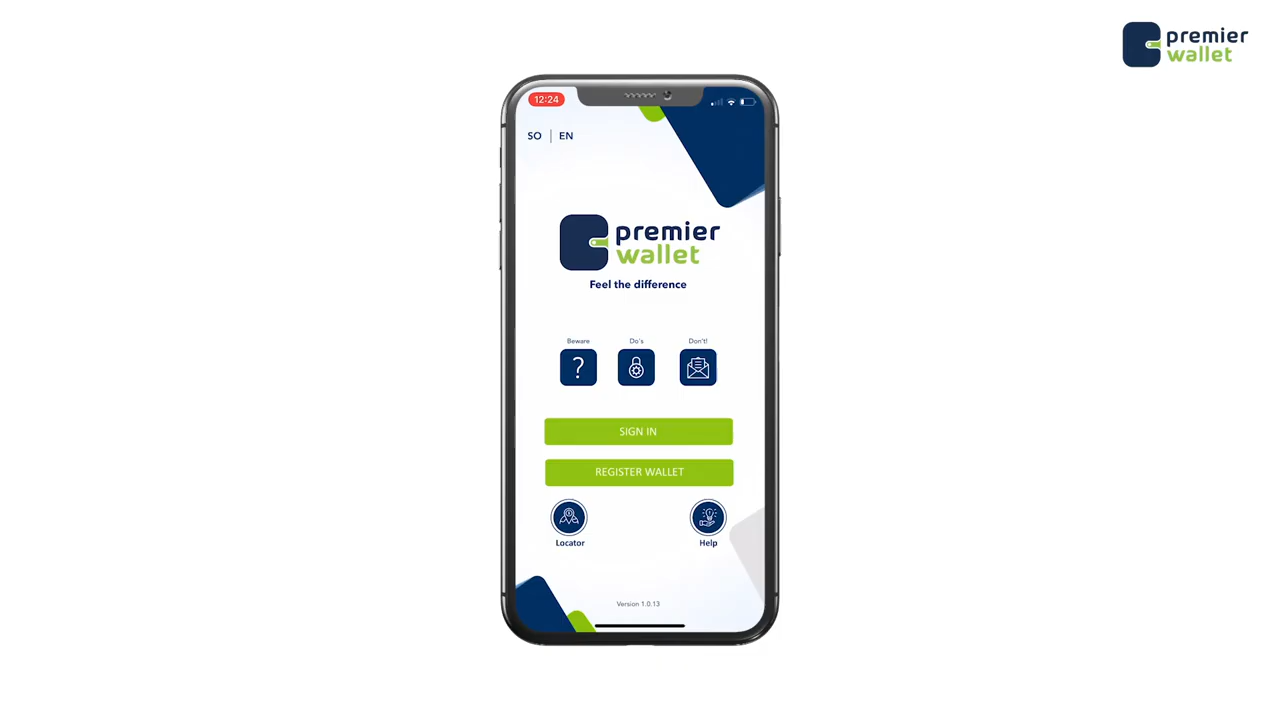 premier
wallet
12:24
SO | EN
premier
wallet
Feel the difference
Beware
Do's
Don't!
?
SIGN IN
REGISTER WALLET
Locator
Help
Version 1.0.13